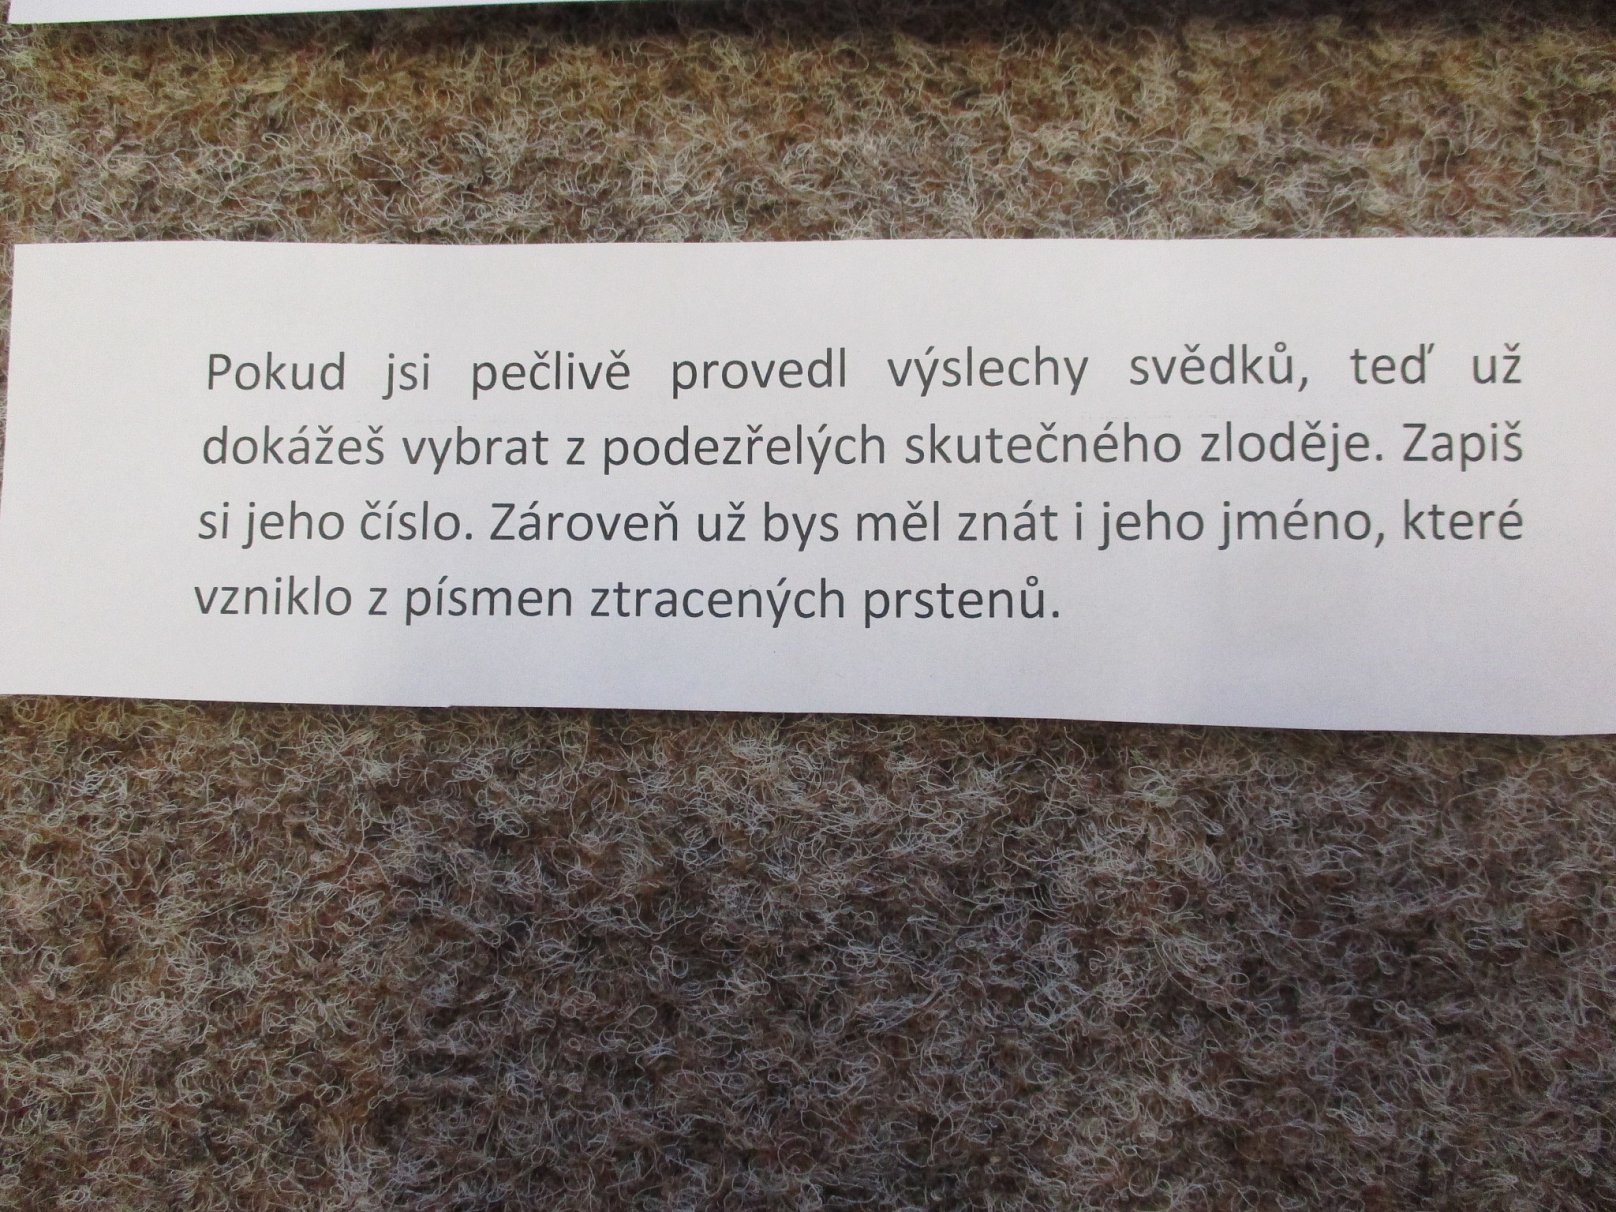 Pokud jsi pečlivě provedl výslechy svědků, teď už
dokážeš vybrat z podezřelých skutečného zloděje. Zapiš
si jeho číslo. Zároveň už bys měl znát i jeho jméno, které
vzniklo z písmen ztracených prstenů.